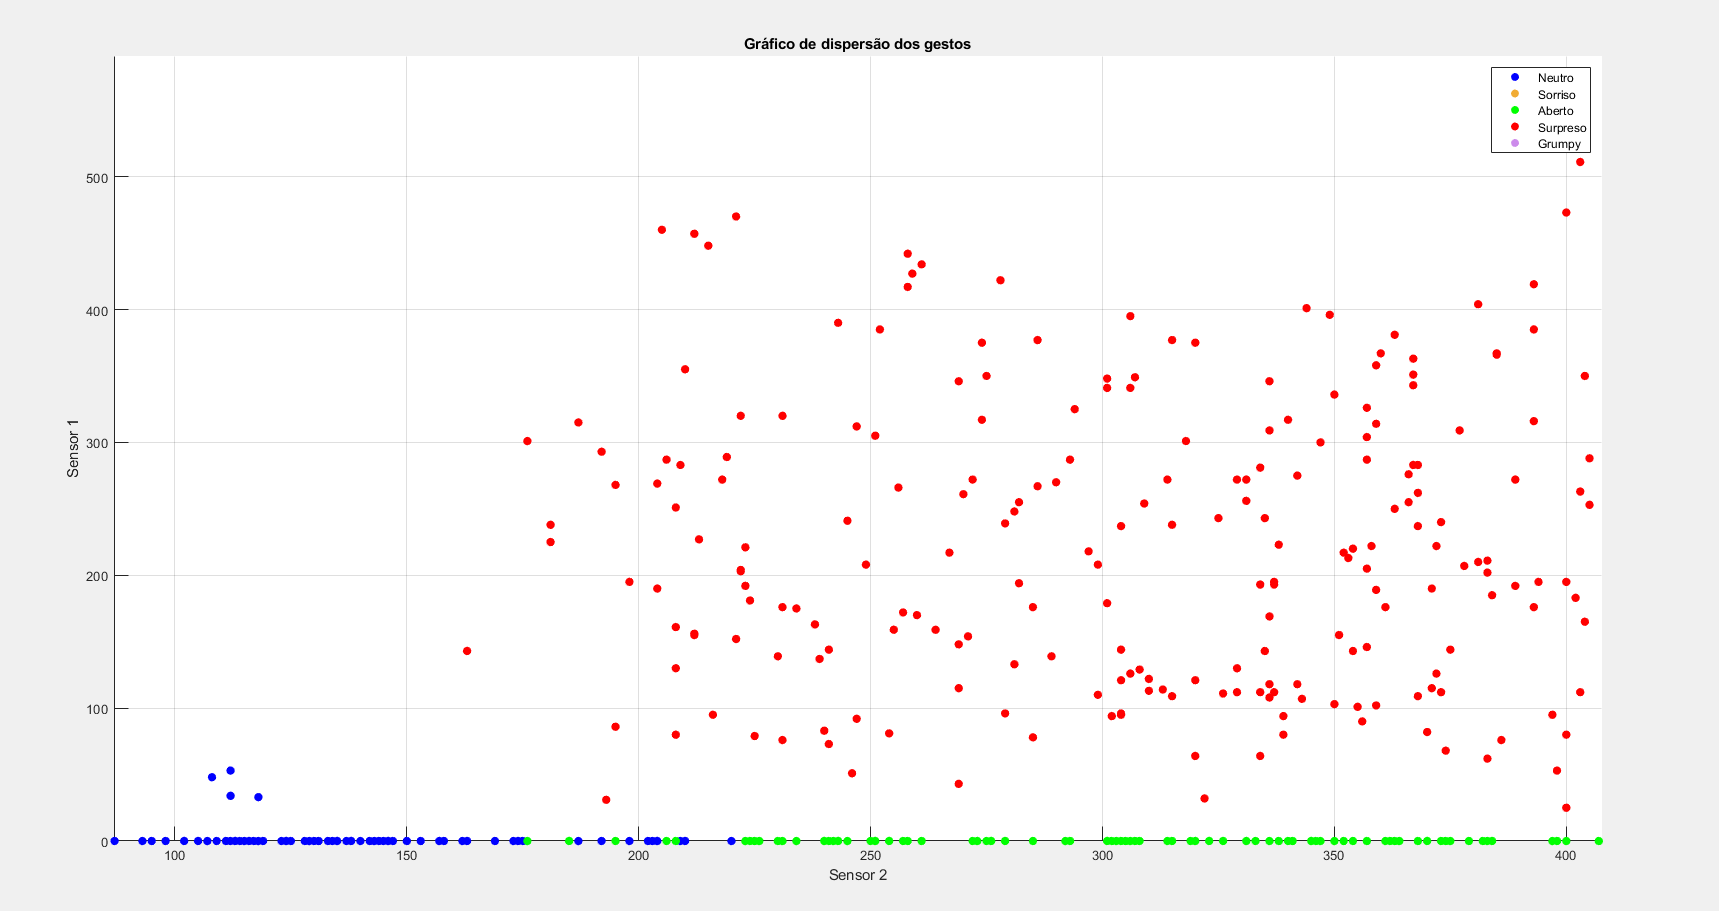 Gráfico de dispersão dos gestos
Neutro
Sorriso
Aberto
Surpreso
Grumpy
500
400
300
200
100
0
Sensor 1
100 150 200 250 300 350 400
Sensor 2